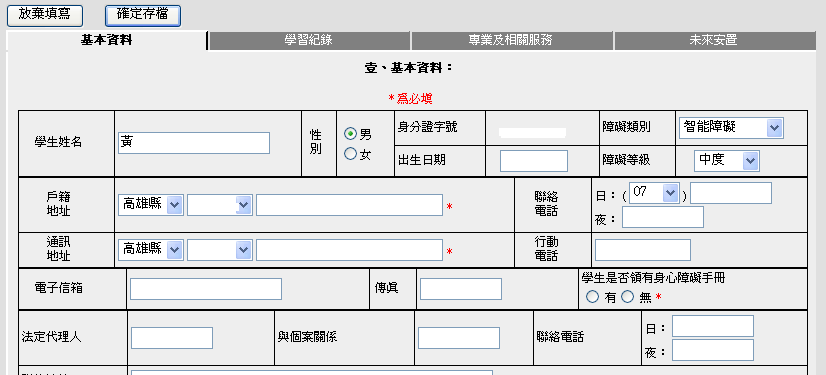 放棄填寫 確定存檔
基本資料 學習紀錄 專業及相關服務 未來安置
壹、基本資料：
*為必填
學生姓名 黃 性別 男 女 身分證字號 障礙類別 智能障礙
出生日期 障礙等級 中度
戶籍地址 高雄縣 * 聯絡電話 日：( 07 )
夜：
通訊地址 高雄縣 * 行動電話
電子信箱 傳真 學生是否領有身心障礙手冊
有 無 *
法定代理人 與個案關係 聯絡電話 日：
夜：